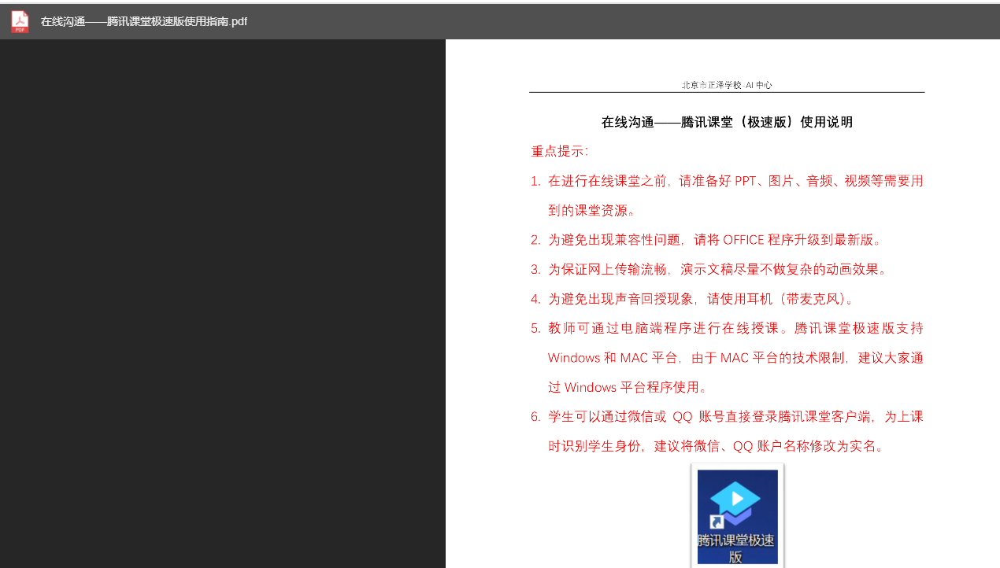 在线沟通——腾讯课堂极速版使用指南.pdf
北京市正泽学校-AI 中心
在线沟通——腾讯课堂（极速版）使用说明
重点提示：
1. 在进行在线课堂之前，请准备好 PPT、图片、音频、视频等需要用
到的课堂资源。
2. 为避免出现兼容性问题，请将 OFFICE 程序升级到最新版。
3. 为保证网上传输流畅，演示文稿尽量不做复杂的动画效果。
4. 为避免出现声音回授现象，请使用耳机（带麦克风）。
5. 教师可通过电脑端程序进行在线授课。腾讯课堂极速版支持
Windows 和 MAC 平台，由于 MAC 平台的技术限制，建议大家通
过 Windows 平台程序使用。
6. 学生可以通过微信或 QQ 账号直接登录腾讯课堂客户端，为上课
时识别学生身份，建议将微信、QQ 账户名称修改为实名。
腾讯课堂极速
版